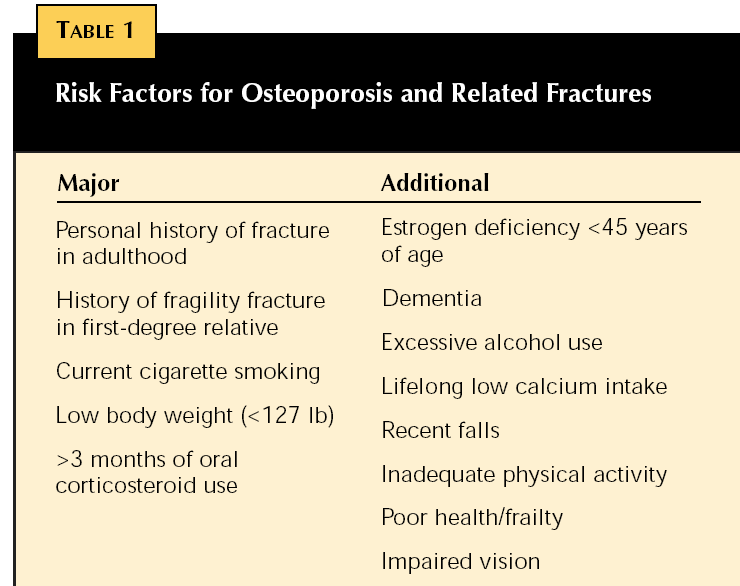 TABLE 1
Risk Factors for Osteoporosis and Related Fractures
Major
Personal history of fracture
in adulthood
History of fragility fracture
in first-degree relative
Current cigarette smoking
Low body weight (<127 lb)
>3 months of oral
corticosteroid use
Additional
Estrogen deficiency <45 years
of age
Dementia
Excessive alcohol use
Lifelong low calcium intake
Recent falls
Inadequate physical activity
Poor health/frailty
Impaired vision